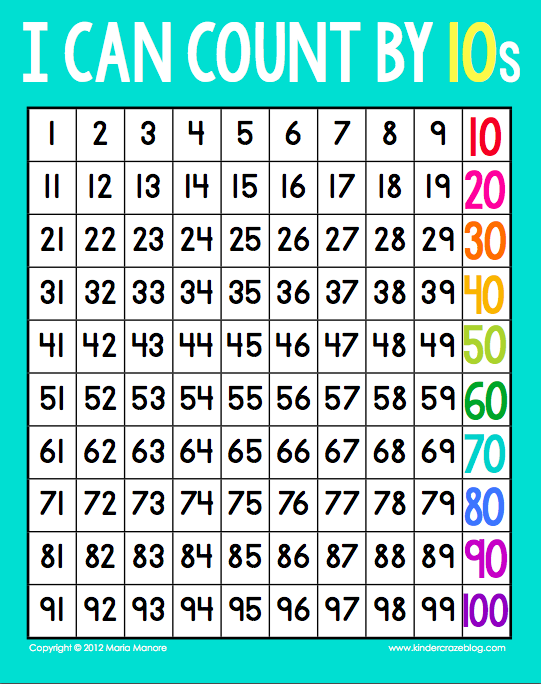 I CAN COUNT BY 10s
1 2 3 4 5 6 7 8 9 10
11 12 13 14 15 16 17 18 19 20
21 22 23 24 25 26 27 28 29 30
31 32 33 34 35 36 37 38 39 40
41 42 43 44 45 46 47 48 49 50
51 52 53 54 55 56 57 58 59 60
61 62 63 64 65 66 67 68 69 70
71 72 73 74 75 76 77 78 79 80
81 82 83 84 85 86 87 88 89 90
91 92 93 94 95 96 97 98 99 100
Copyright © 2012 Maria Manore www.kindercrazeblog.com